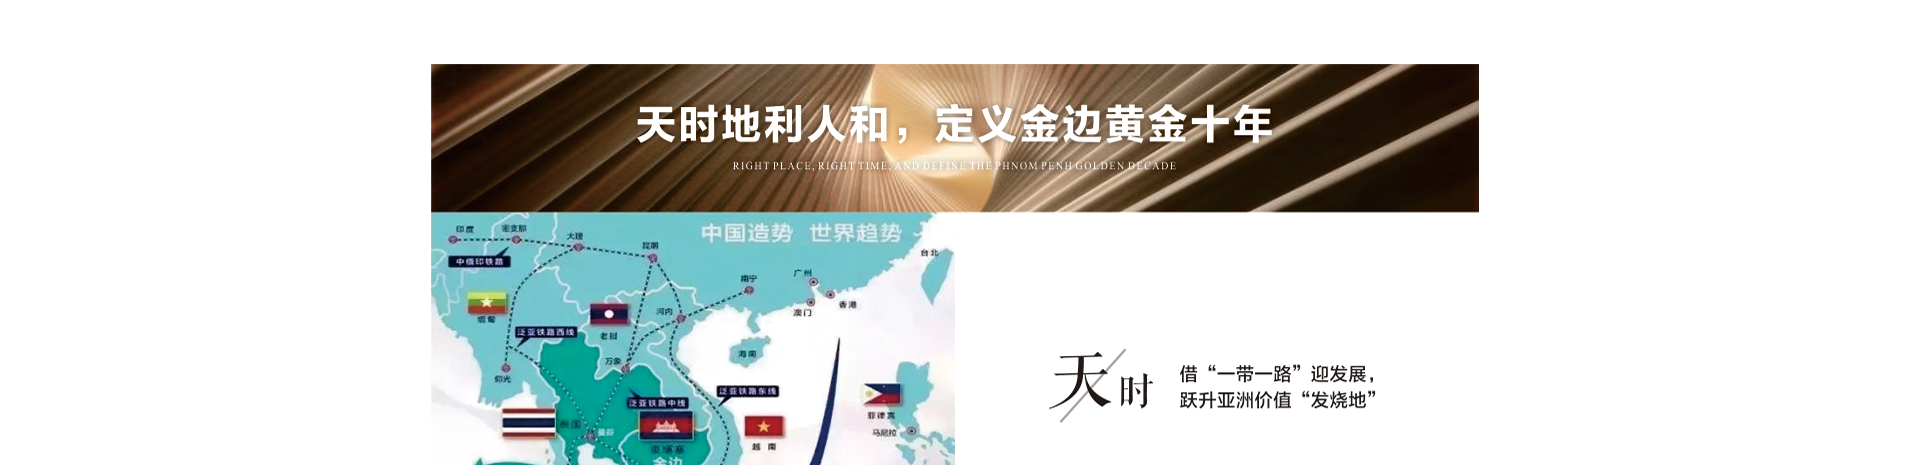 天时地利人和，定义金边黄金十年
RIGHT PLACE, RIGHT TIME, AND DEFINE THE PHNOM PENH GOLDEN DECADE
中国造势 世界趋势
印度
密支那
大理
昆明
台北
中缅印铁路
南宁
广州
香港
澳门
缅甸
老挝
河内
泛亚铁路西线
海南
万象
仰光
泛亚铁路东线
泛亚铁路中线
菲律宾
马尼拉
泰国
曼谷
柬埔寨
越南
金边
天时
借“一带一路”迎发展，
跃升亚洲价值“发烧地”